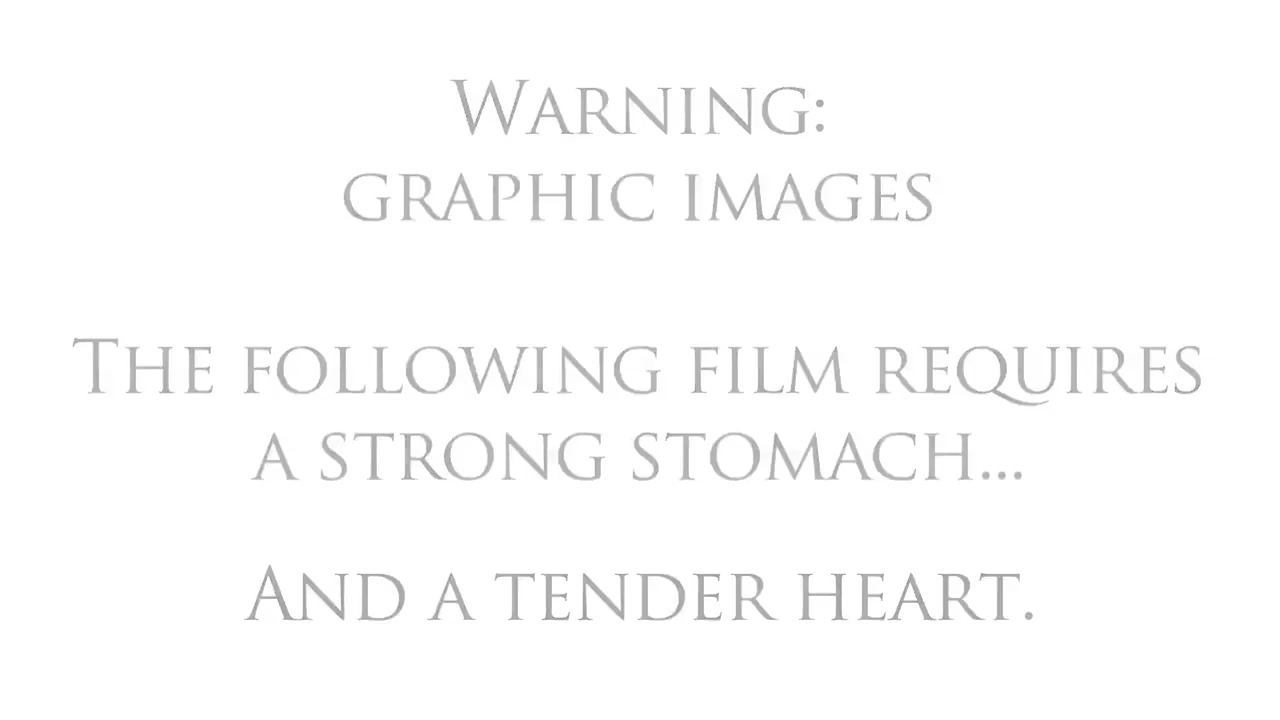 Warning:
graphic images
The following film requires
a strong stomach...
And a tender heart.